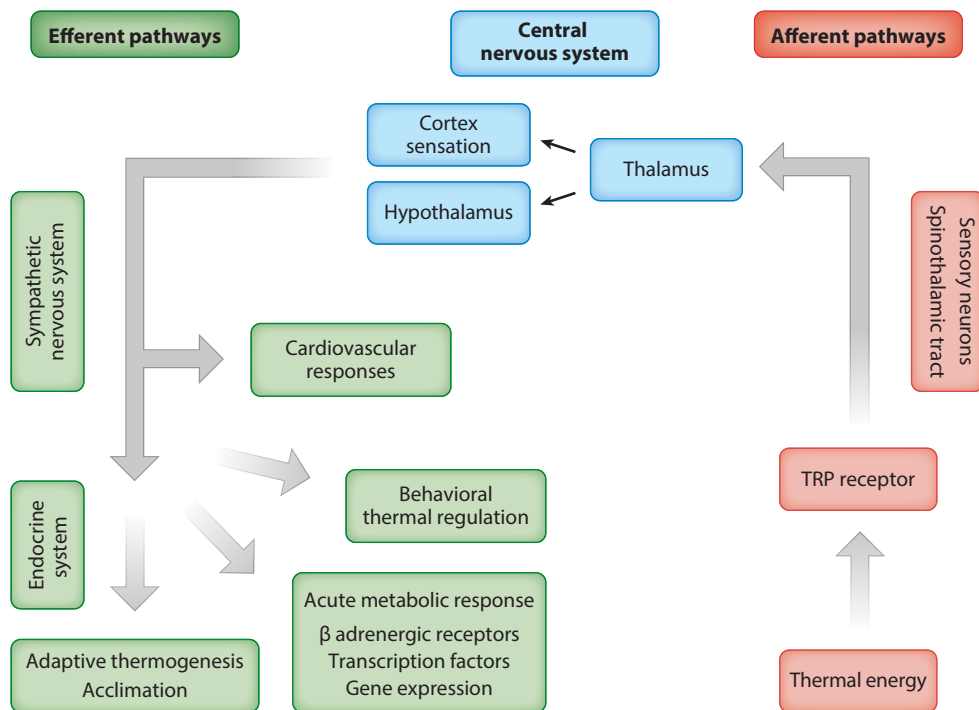 Efferent pathways
Central
nervous system
Afferent pathways
Cortex
sensation
Thalamus
Hypothalamus
Sympathetic
nervous system
Sensory neurons
Spinothalamic tract
Cardiovascular
responses
TRP receptor
Behavioral
thermal regulation
Endocrine
system
Acute metabolic response
β adrenergic receptors
Transcription factors
Gene expression
Adaptive thermogenesis
Acclimation
Thermal energy